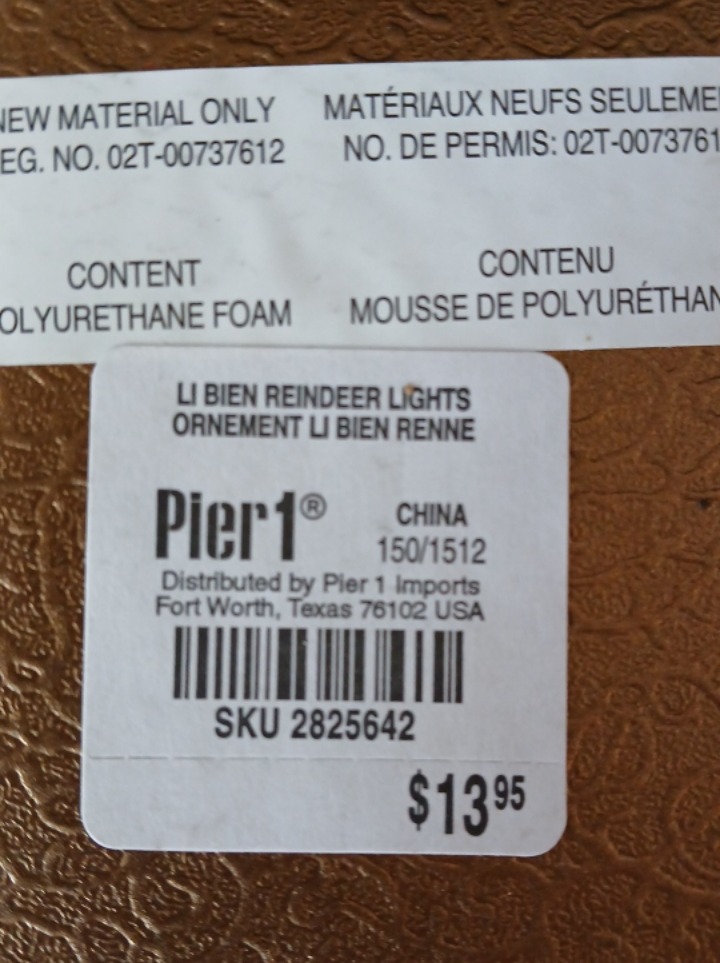 NEW MATERIAL ONLY
MATÉRIAUX NEUFS SEULEME
EG. NO. 02T-00737612
NO. DE PERMIS: 02T-0073761
CONTENT
CONTENU
OLYURETHANE FOAM
MOUSSE DE POLYURÉTHAN
LI BIEN REINDEER LIGHTS
ORNEMENT LI BIEN RENNE
Pier1®
CHINA
150/1512
Distributed by Pier 1 Imports
Fort Worth, Texas 76102 USA
SKU 2825642
$13 95